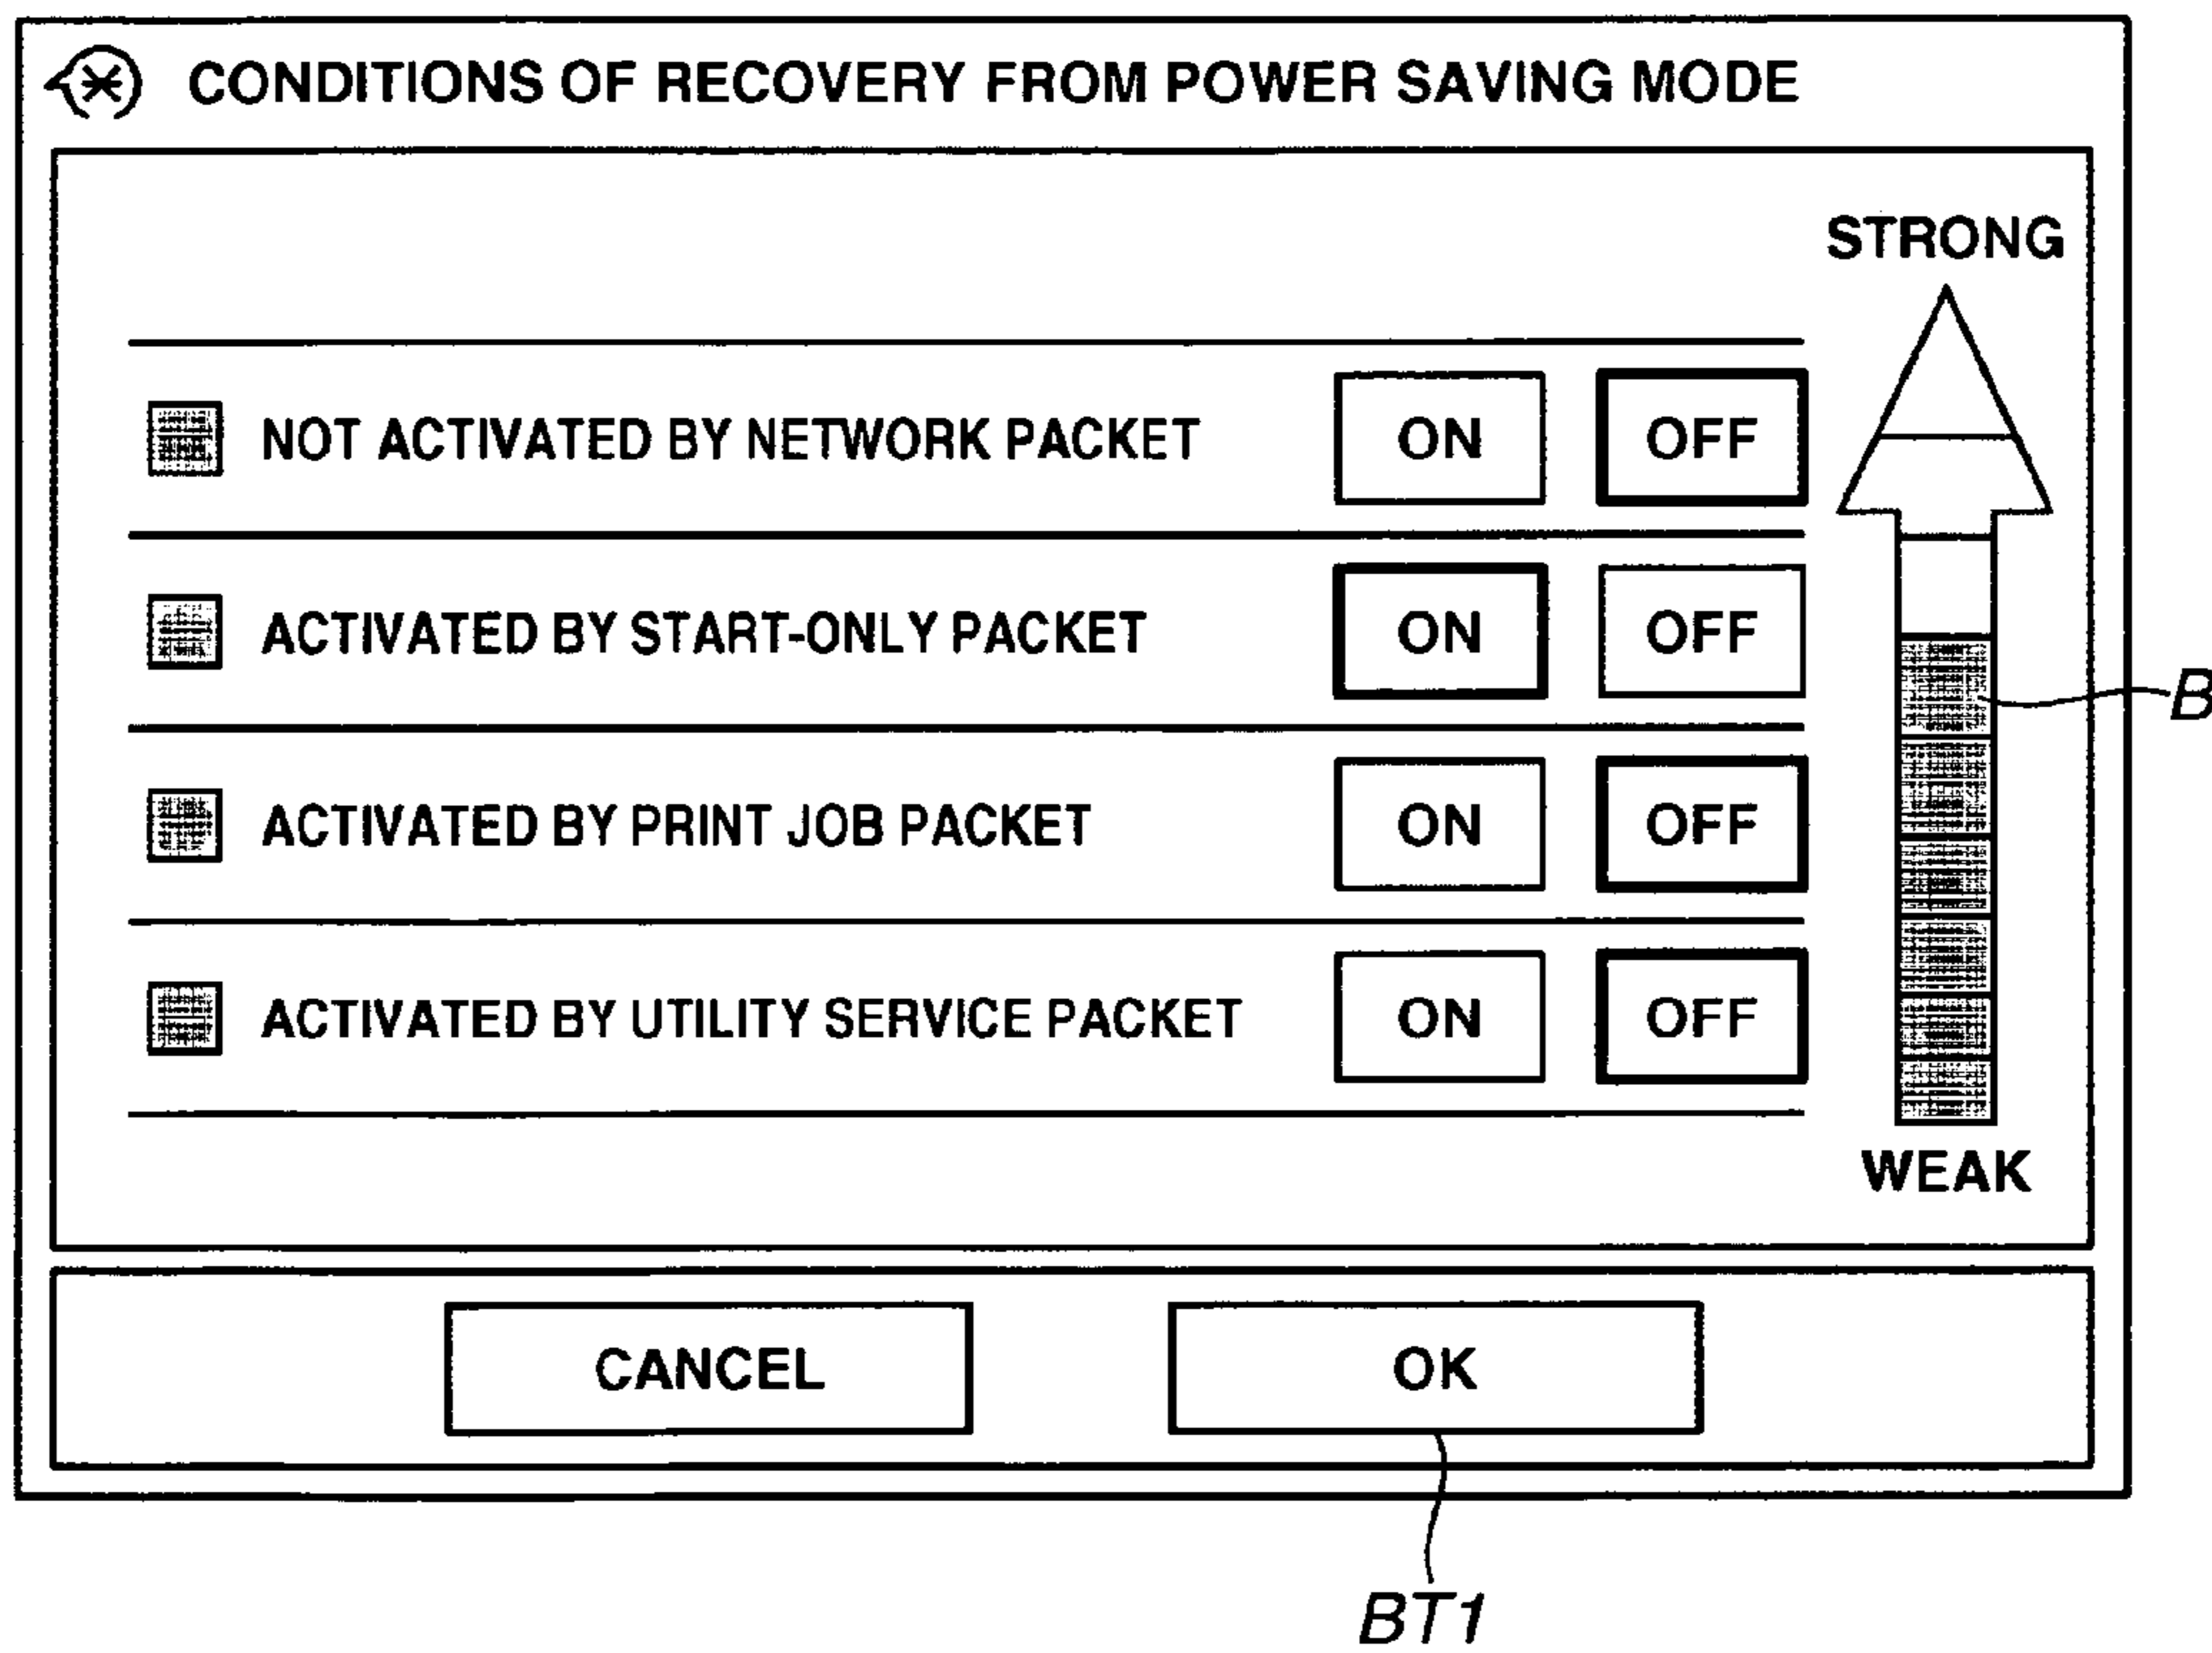 CONDITIONS OF RECOVERY FROM POWER SAVING MODE
STRONG
NOT ACTIVATED BY NETWORK PACKET ON OFF
ACTIVATED BY START-ONLY PACKET ON OFF
B
ACTIVATED BY PRINT JOB PACKET ON OFF
ACTIVATED BY UTILITY SERVICE PACKET ON OFF
WEAK
CANCEL OK
BT1